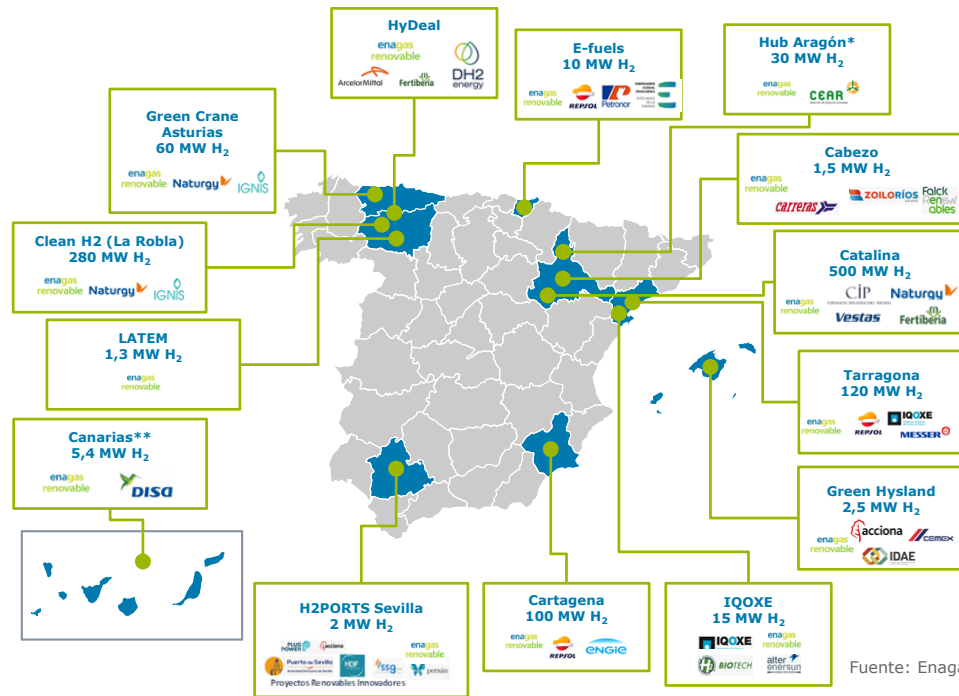 HyDeal
enagas
renovable
ArcelorMittal
Fertiberia
DH2
energy
E-fuels
10 MW H₂
enagas
renovable
REPSOL
Petronor
Hub Aragón*
30 MW H₂
enagas
renovable
CEAR
Green Crane
Asturias
60 MW H₂
enagas
renovable
Naturgy
IGNIS
Cabezo
1,5 MW H₂
enagas
renovable
carreras
ZOILORÍOS
Falck
Renewables
Clean H2 (La Robla)
280 MW H₂
enagas
renovable
Naturgy
IGNIS
Catalina
500 MW H₂
enagas
renovable
CIP
Naturgy
Vestas
Fertiberia
LATEM
1,3 MW H₂
enagas
renovable
Tarragona
120 MW H₂
enagas
renovable
REPSOL
IQOXE
MESSER
Canarias**
5,4 MW H₂
enagas
renovable
DISA
Green Hysland
2,5 MW H₂
enagas
renovable
acciona
CEMEX
IDAE
H2PORTS Sevilla
2 MW H₂
PLUG
POWER
acciona
enagas
renovable
Puerto de Sevilla
HDF
ssg
persán
Proyectos Renovables Innovadores
Cartagena
100 MW H₂
enagas
renovable
REPSOL
ENGIE
IQOXE
15 MW H₂
IQOXE
enagas
renovable
BIOTECH
alter
enersun
Fuente: Enaga